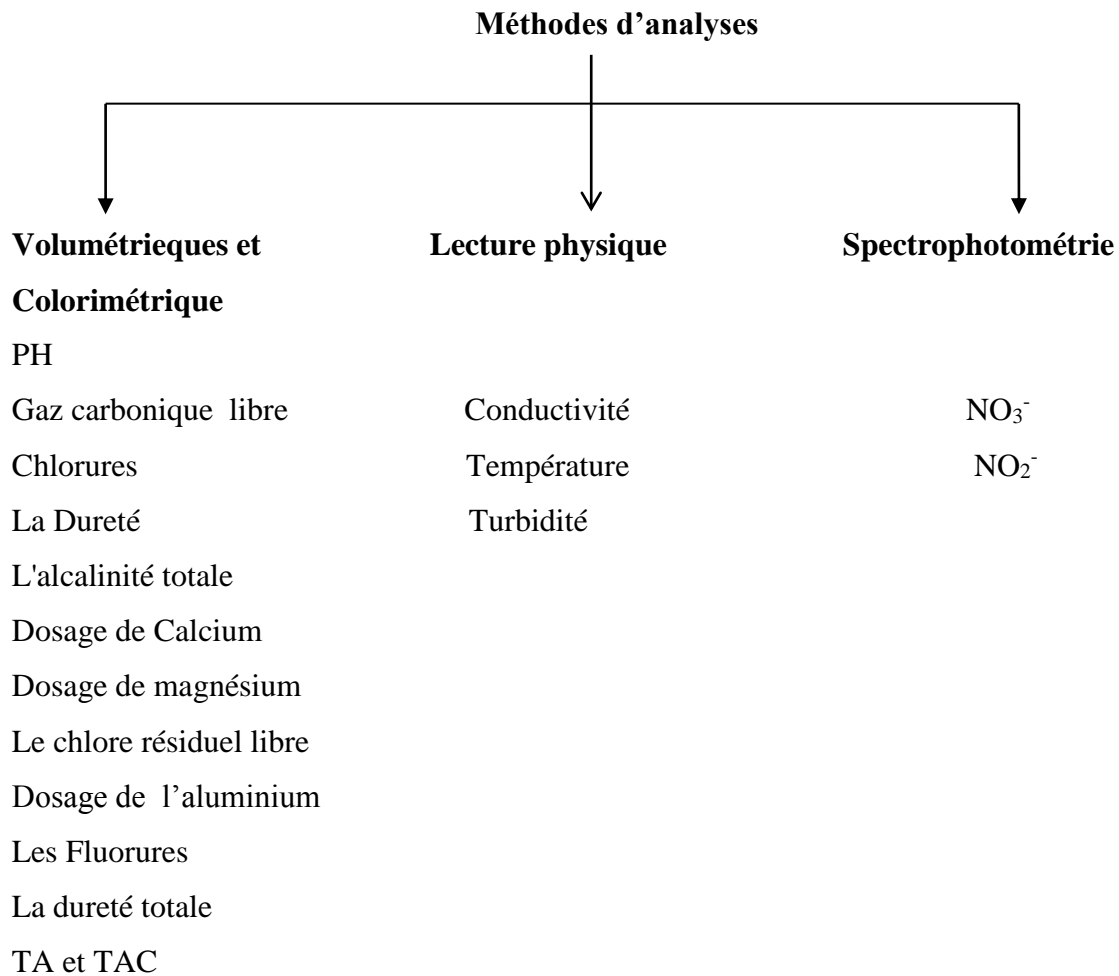 Méthodes d’analyses
Volumétrieques et Lecture physique Spectrophotométrie
Colorimétrique
PH
Gaz carbonique libre Conductivité NO₃⁻
Chlorures Température NO₂⁻
La Dureté Turbidité
L'alcalinité totale
Dosage de Calcium
Dosage de magnésium
Le chlore résiduel libre
Dosage de l’aluminium
Les Fluorures
La dureté totale
TA et TAC